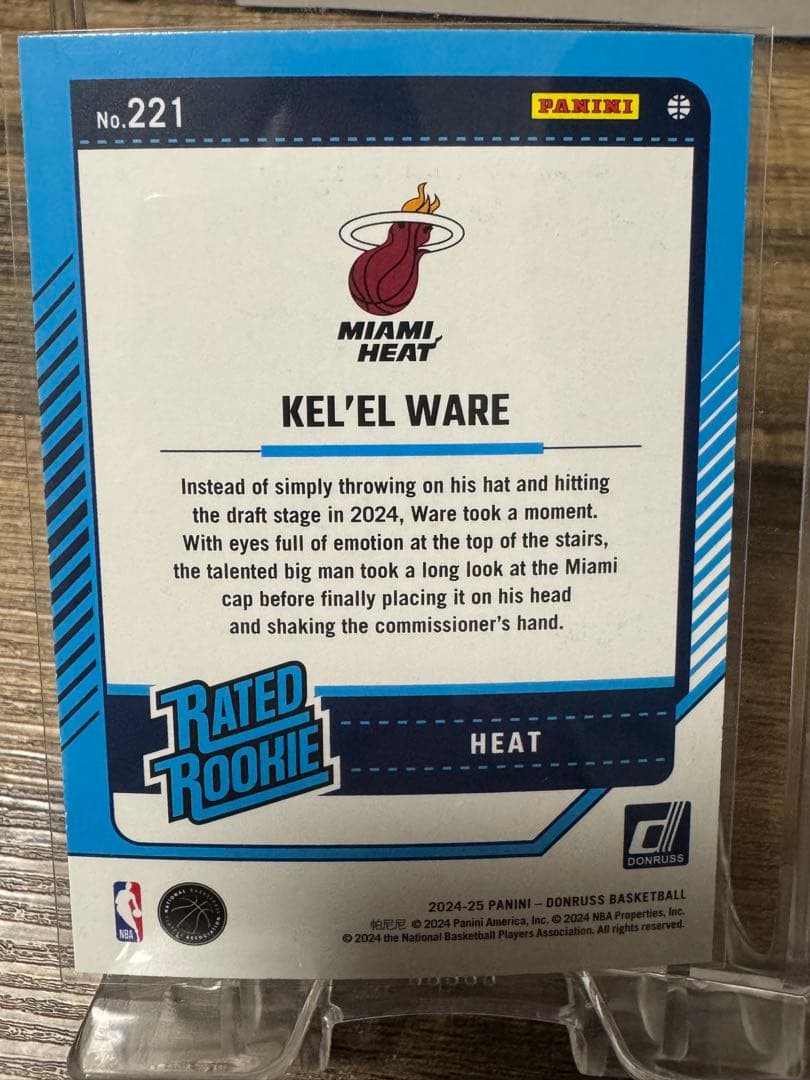 No.221
PANINI
MIAMI
HEAT
KEL'EL WARE
Instead of simply throwing on his hat and hitting
the draft stage in 2024, Ware took a moment.
With eyes full of emotion at the top of the stairs,
the talented big man took a long look at the Miami
cap before finally placing it on his head
and shaking the commissioner's hand.
RATED
ROOKIE
HEAT
DONRUSS
NBA
2024-25 PANINI – DONRUSS BASKETBALL
帕尼尼 © 2024 Panini America, Inc. © 2024 NBA Properties, Inc.
© 2024 the National Basketball Players Association. All rights reserved.